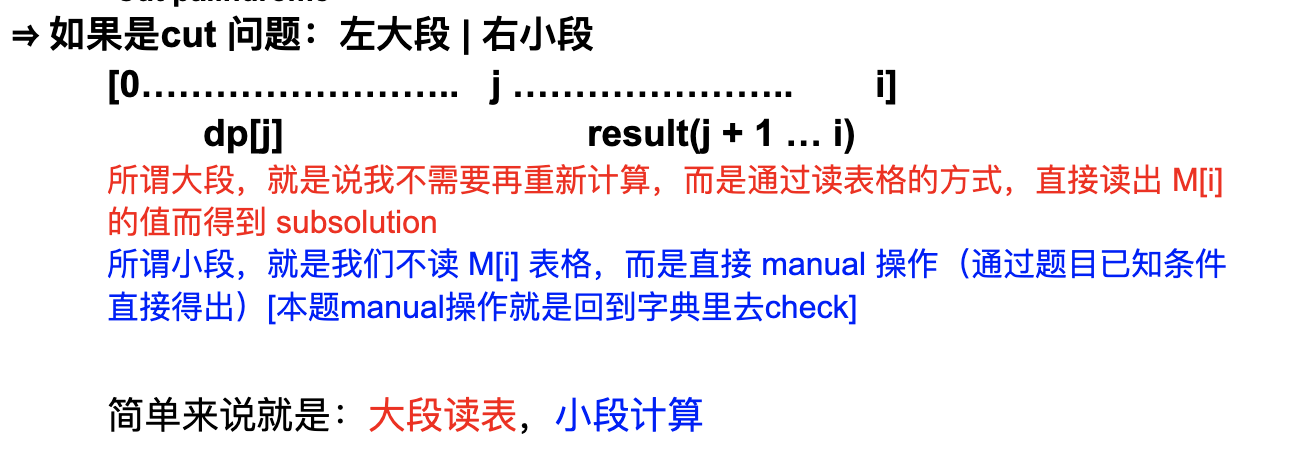 ⇒ 如果是cut 问题：左大段 | 右小段
[0…………………….. j ………………….. i]
dp[j] result(j + 1 … i)
所谓大段，就是说我不需要再重新计算，而是通过读表格的方式，直接读出 M[i]
的值而得到 subsolution
所谓小段，就是我们不读 M[i] 表格，而是直接 manual 操作（通过题目已知条件
直接得出）[本题manual操作就是回到字典里去check]
简单来说就是：大段读表，小段计算